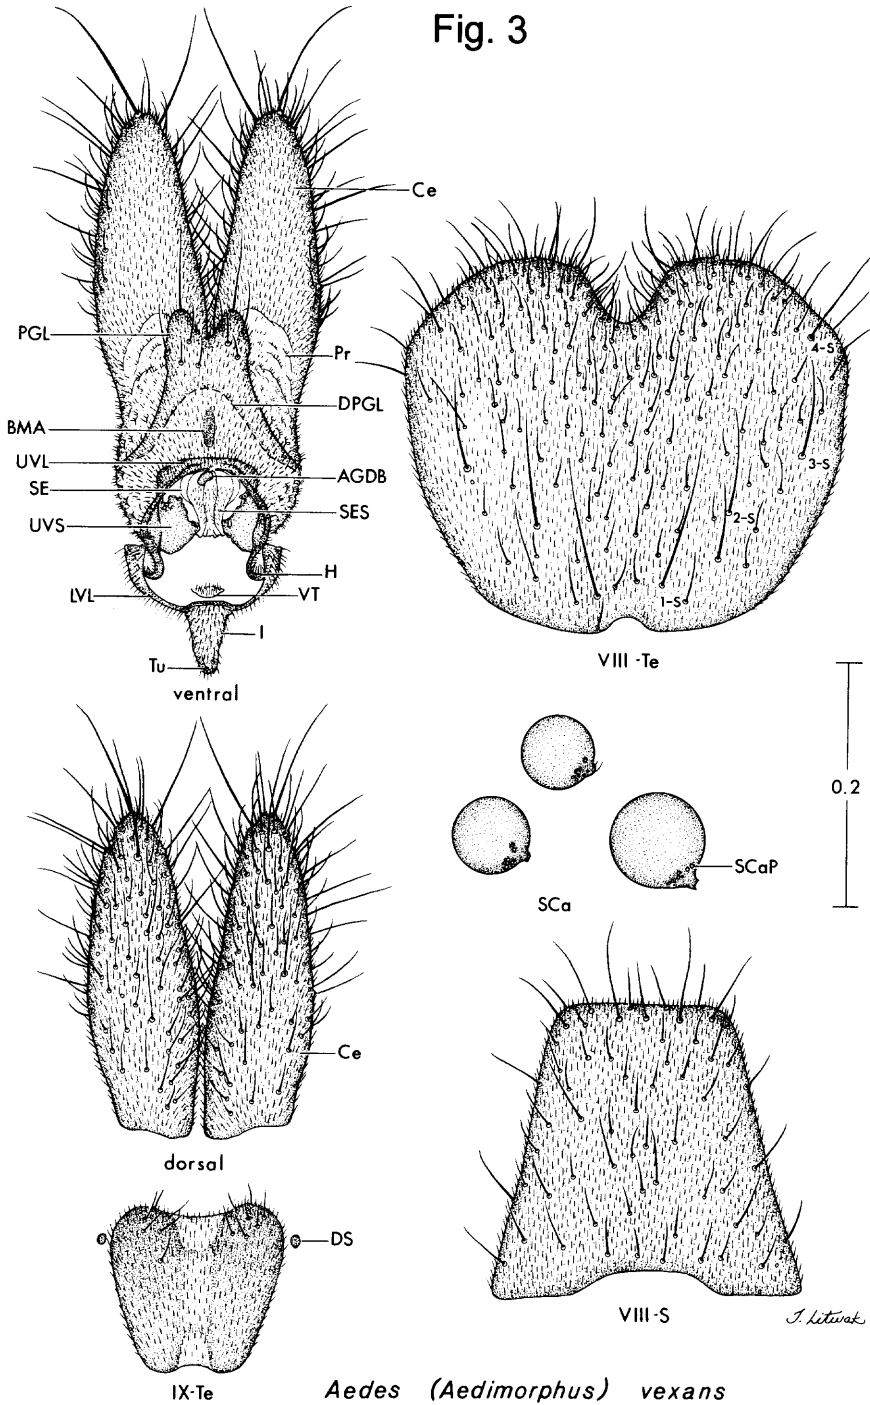 Fig. 3
Ce
PGL
Pr
DPGL
BMA
UVL
AGDB
SE
SES
UVS
H
LVL
VT
I
Tu
ventral
4-S
3-S
2-S
1-S
VIII-Te
0.2
SCaP
SCa
Ce
dorsal
DS
IX-Te
VIII-S
T. Litwak
Aedes (Aedimorphus) vexans